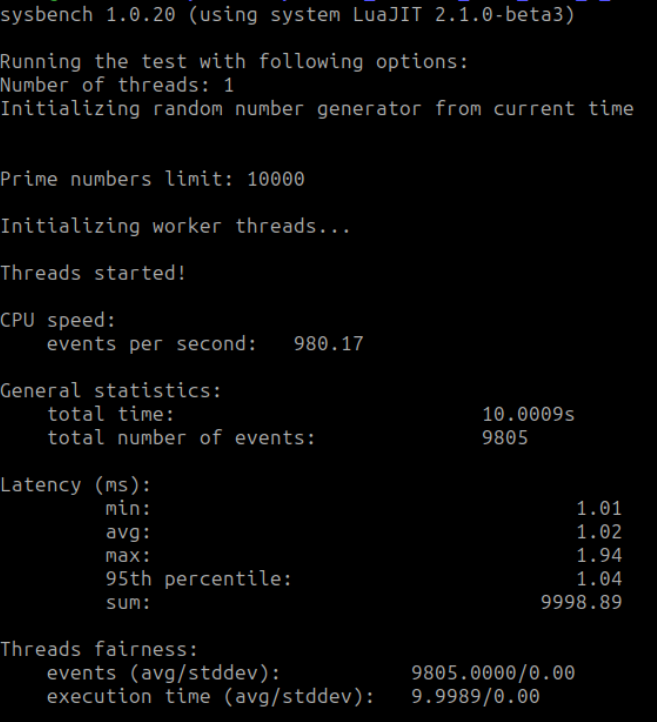 sysbench 1.0.20 (using system LuaJIT 2.1.0-beta3)
Running the test with following options:
Number of threads: 1
Initializing random number generator from current time
Prime numbers limit: 10000
Initializing worker threads...
Threads started!
CPU speed:
events per second: 980.17
General statistics:
total time: 10.0009s
total number of events: 9805
Latency (ms):
min: 1.01
avg: 1.02
max: 1.94
95th percentile: 1.04
sum: 9998.89
Threads fairness:
events (avg/stddev): 9805.0000/0.00
execution time (avg/stddev): 9.9989/0.00